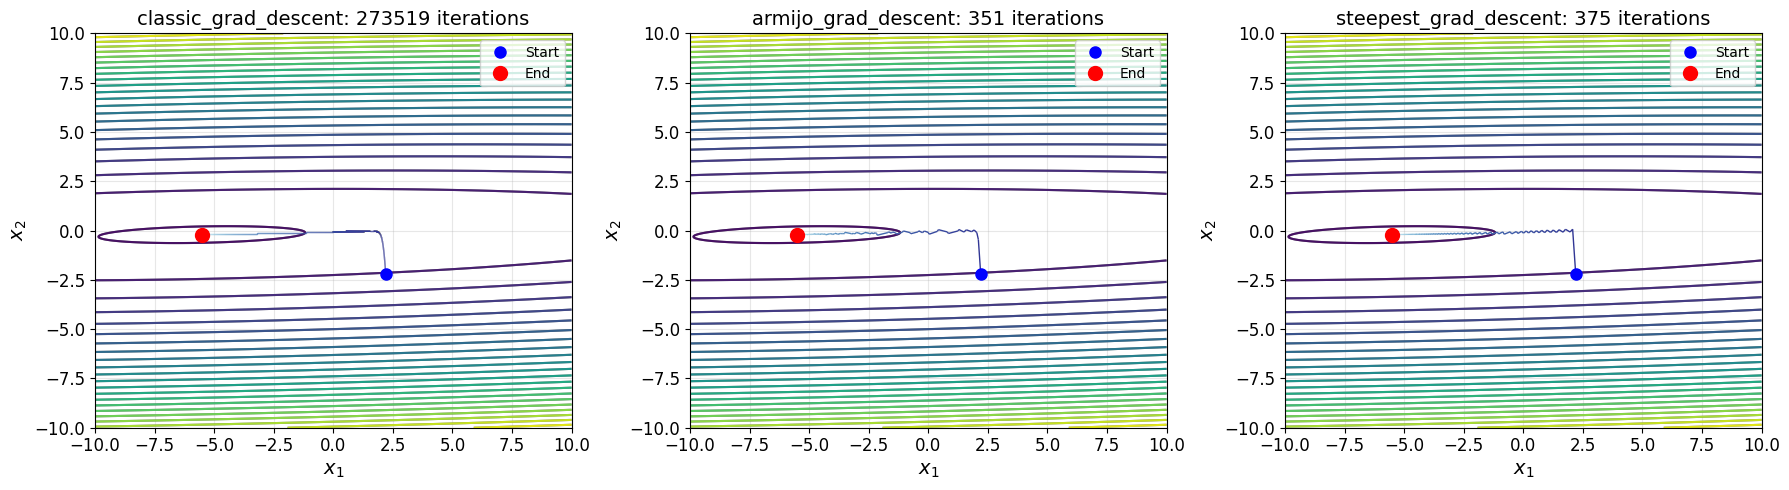 classic_grad_descent: 273519 iterations
10.0
7.5
5.0
2.5
0.0
−2.5
−5.0
−7.5
−10.0
x2
Start
End
−10.0 −7.5 −5.0 −2.5 0.0 2.5 5.0 7.5 10.0
x1
armijo_grad_descent: 351 iterations
10.0
7.5
5.0
2.5
0.0
−2.5
−5.0
−7.5
−10.0
x2
Start
End
−10.0 −7.5 −5.0 −2.5 0.0 2.5 5.0 7.5 10.0
x1
steepest_grad_descent: 375 iterations
10.0
7.5
5.0
2.5
0.0
−2.5
−5.0
−7.5
−10.0
x2
Start
End
−10.0 −7.5 −5.0 −2.5 0.0 2.5 5.0 7.5 10.0
x1